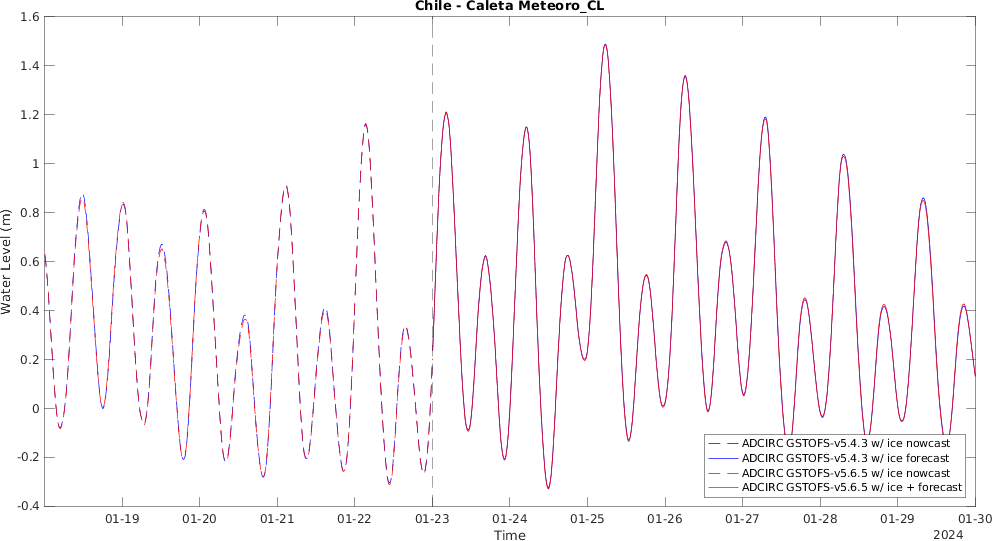 Chile - Caleta Meteoro_CL
1.6
1.4
1.2
1
0.8
0.6
0.4
0.2
0
-0.2
-0.4
Water Level (m)
ADCIRC GSTOFS-v5.4.3 w/ ice nowcast
ADCIRC GSTOFS-v5.4.3 w/ ice forecast
ADCIRC GSTOFS-v5.6.5 w/ ice nowcast
ADCIRC GSTOFS-v5.6.5 w/ ice + forecast
01-19 01-20 01-21 01-22 01-23 01-24 01-25 01-26 01-27 01-28 01-29 01-30
Time
2024